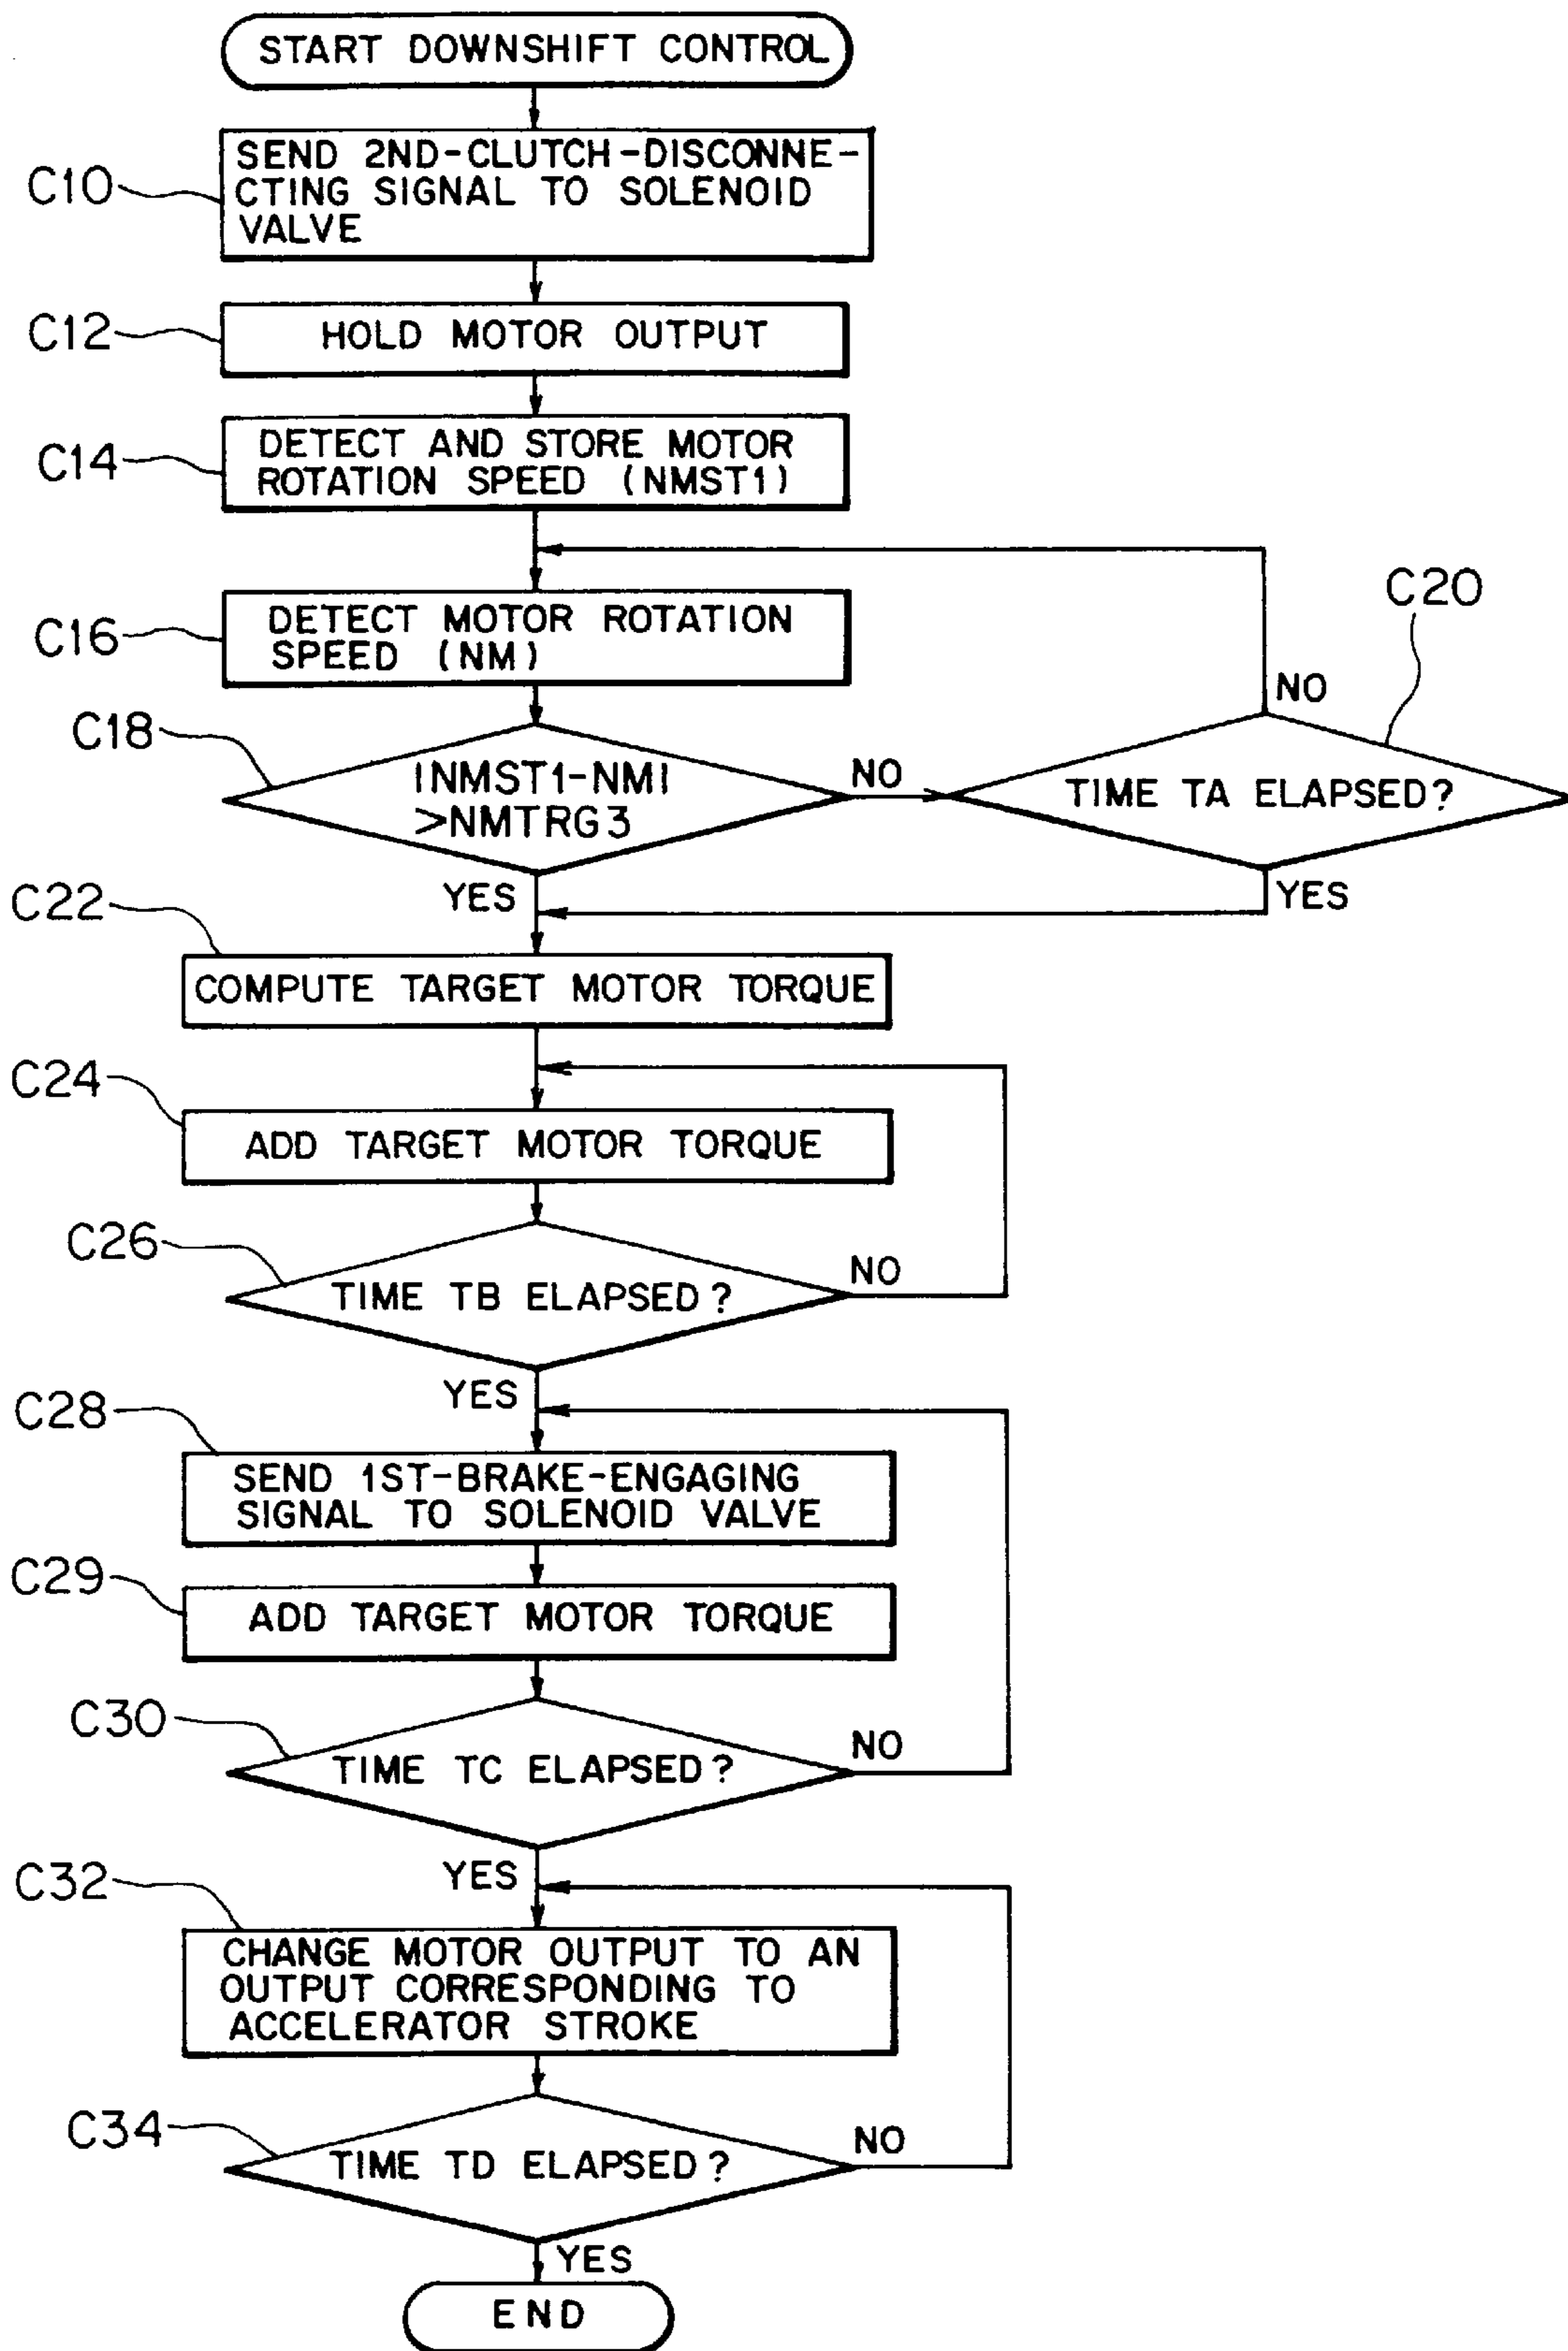 START DOWNSHIFT CONTROL
C10
SEND 2ND-CLUTCH-DISCONNE-
CTING SIGNAL TO SOLENOID
VALVE
C12
HOLD MOTOR OUTPUT
C14
DETECT AND STORE MOTOR
ROTATION SPEED (NMST1)
C16
DETECT MOTOR ROTATION
SPEED (NM)
C20
NO
C18
|NMST1-NM|
>NMTRG3
NO
TIME TA ELAPSED?
YES
YES
C22
COMPUTE TARGET MOTOR TORQUE
C24
ADD TARGET MOTOR TORQUE
C26
TIME TB ELAPSED?
NO
YES
C28
SEND 1ST-BRAKE-ENGAGING
SIGNAL TO SOLENOID VALVE
C29
ADD TARGET MOTOR TORQUE
C30
TIME TC ELAPSED?
NO
YES
C32
CHANGE MOTOR OUTPUT TO AN
OUTPUT CORRESPONDING TO
ACCELERATOR STROKE
C34
TIME TD ELAPSED?
NO
YES
END